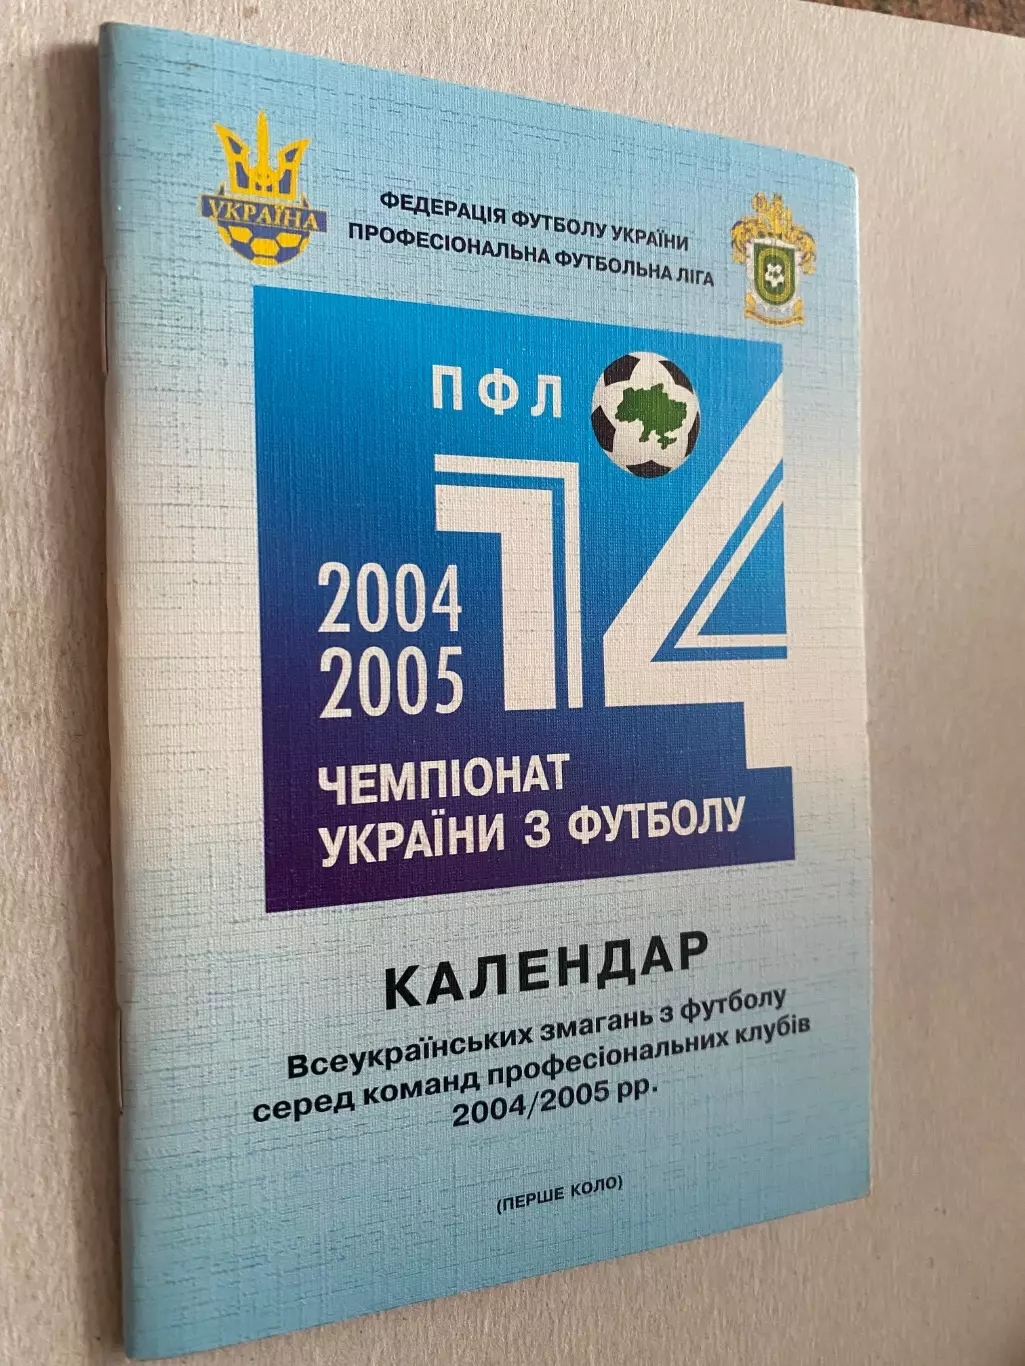 УКРАЇНА
ФЕДЕРАЦІЯ ФУТБОЛУ УКРАЇНИ
ПРОФЕСІОНАЛЬНА ФУТБОЛЬНА ЛІГА
ПФЛ
14
2004
2005
ЧЕМПІОНАТ
УКРАЇНИ З ФУТБОЛУ
КАЛЕНДАР
Всеукраїнських змагань з футболу
серед команд професіональних клубів
2004/2005 рр.
(ПЕРШЕ КОЛО)